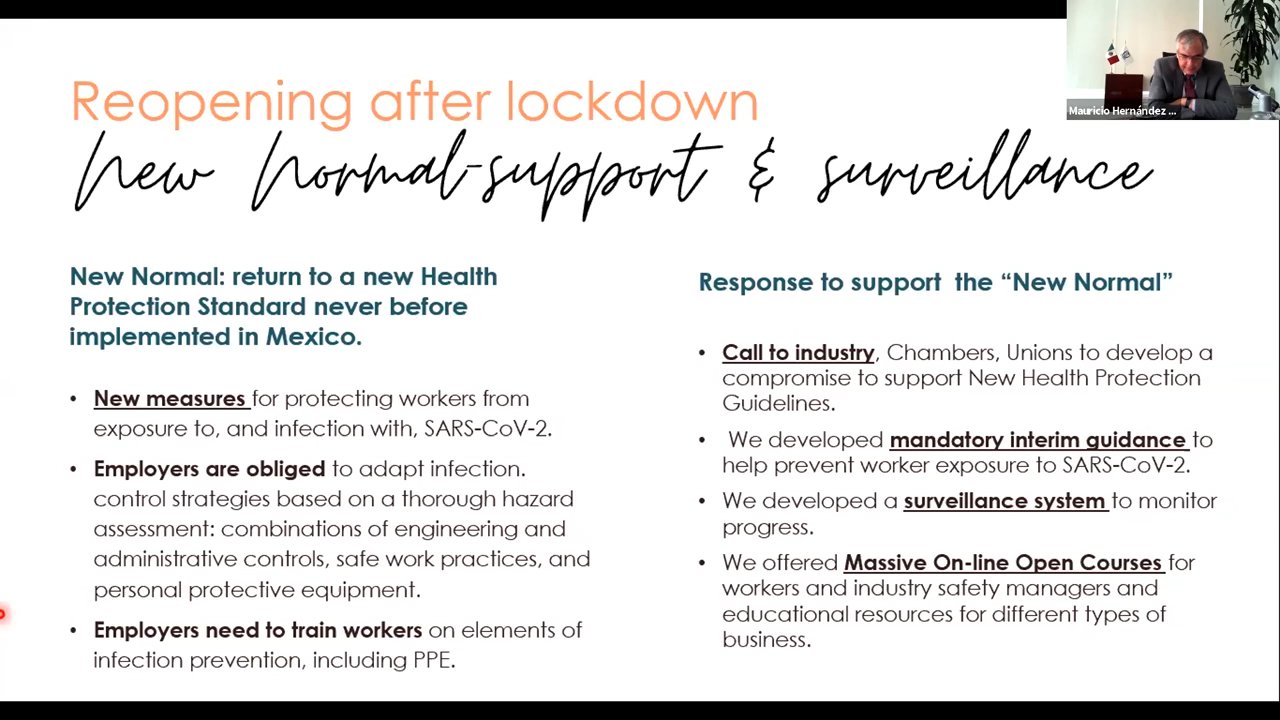 Reopening after lockdown
New Normal-support & surveillance
Mauricio Hernández ...
New Normal: return to a new Health
Protection Standard never before
implemented in Mexico.
• New measures for protecting workers from
exposure to, and infection with, SARS-CoV-2.
• Employers are obliged to adapt infection.
control strategies based on a thorough hazard
assessment: combinations of engineering and
administrative controls, safe work practices, and
personal protective equipment.
• Employers need to train workers on elements of
infection prevention, including PPE.
Response to support the “New Normal”
• Call to industry, Chambers, Unions to develop a
compromise to support New Health Protection
Guidelines.
• We developed mandatory interim guidance to
help prevent worker exposure to SARS-CoV-2.
• We developed a surveillance system to monitor
progress.
• We offered Massive On-line Open Courses for
workers and industry safety managers and
educational resources for different types of
business.